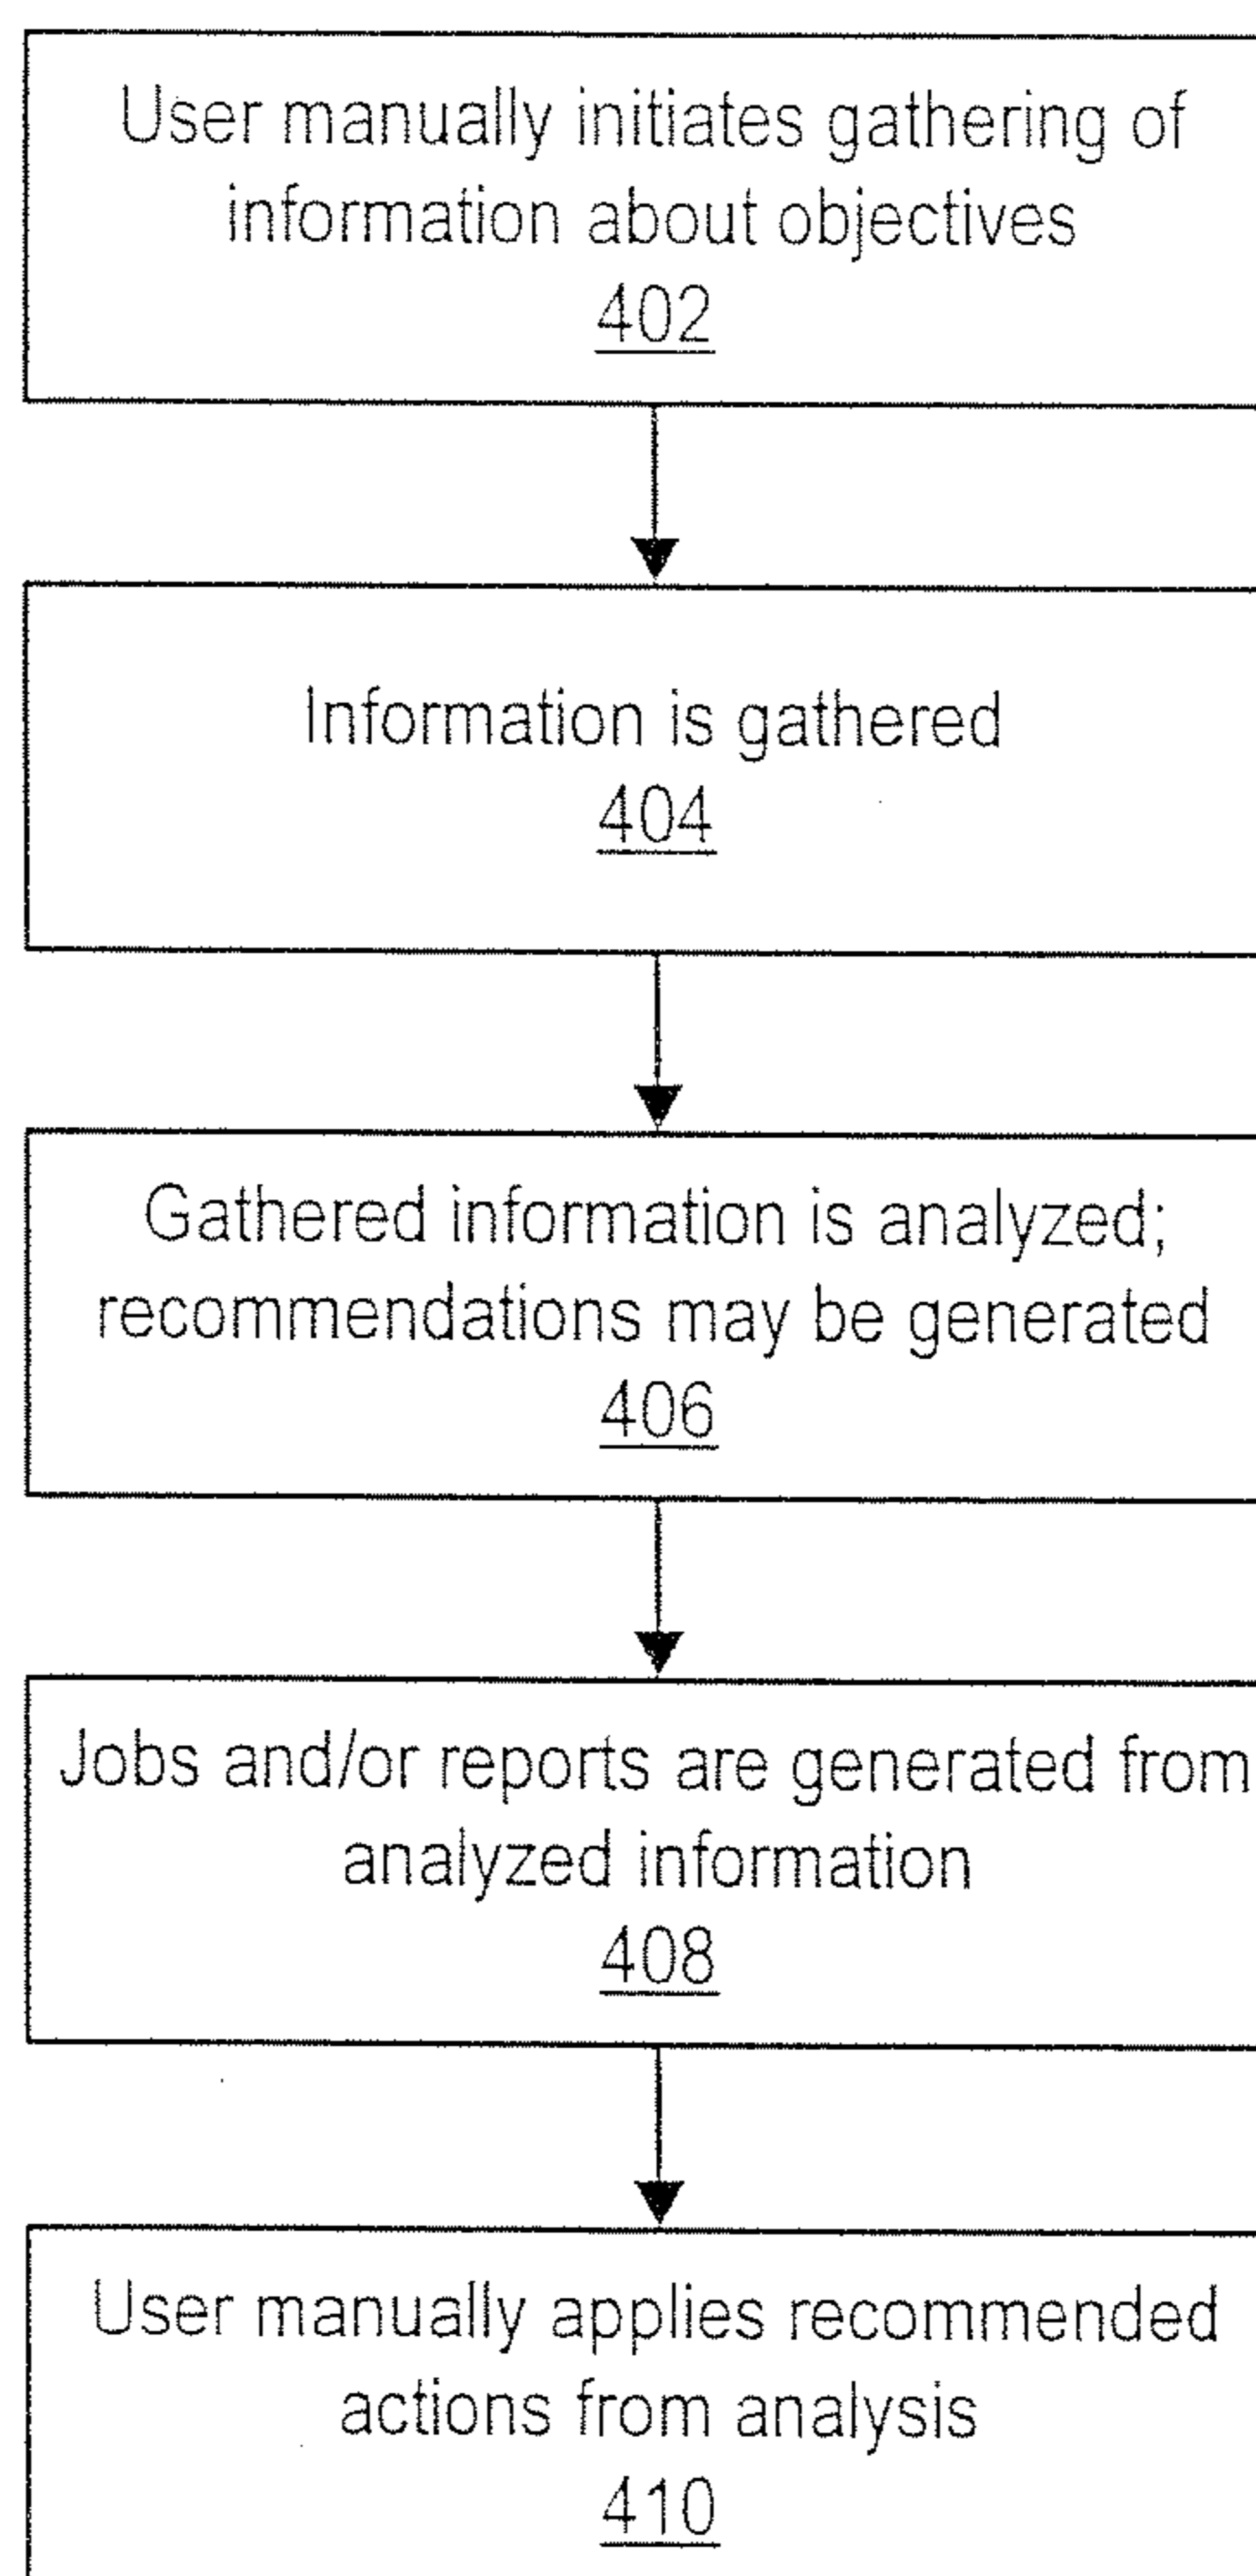 User manually initiates gathering of
information about objectives
402
Information is gathered
404
Gathered information is analyzed;
recommendations may be generated
406
Jobs and/or reports are generated from
analyzed information
408
User manually applies recommended
actions from analysis
410